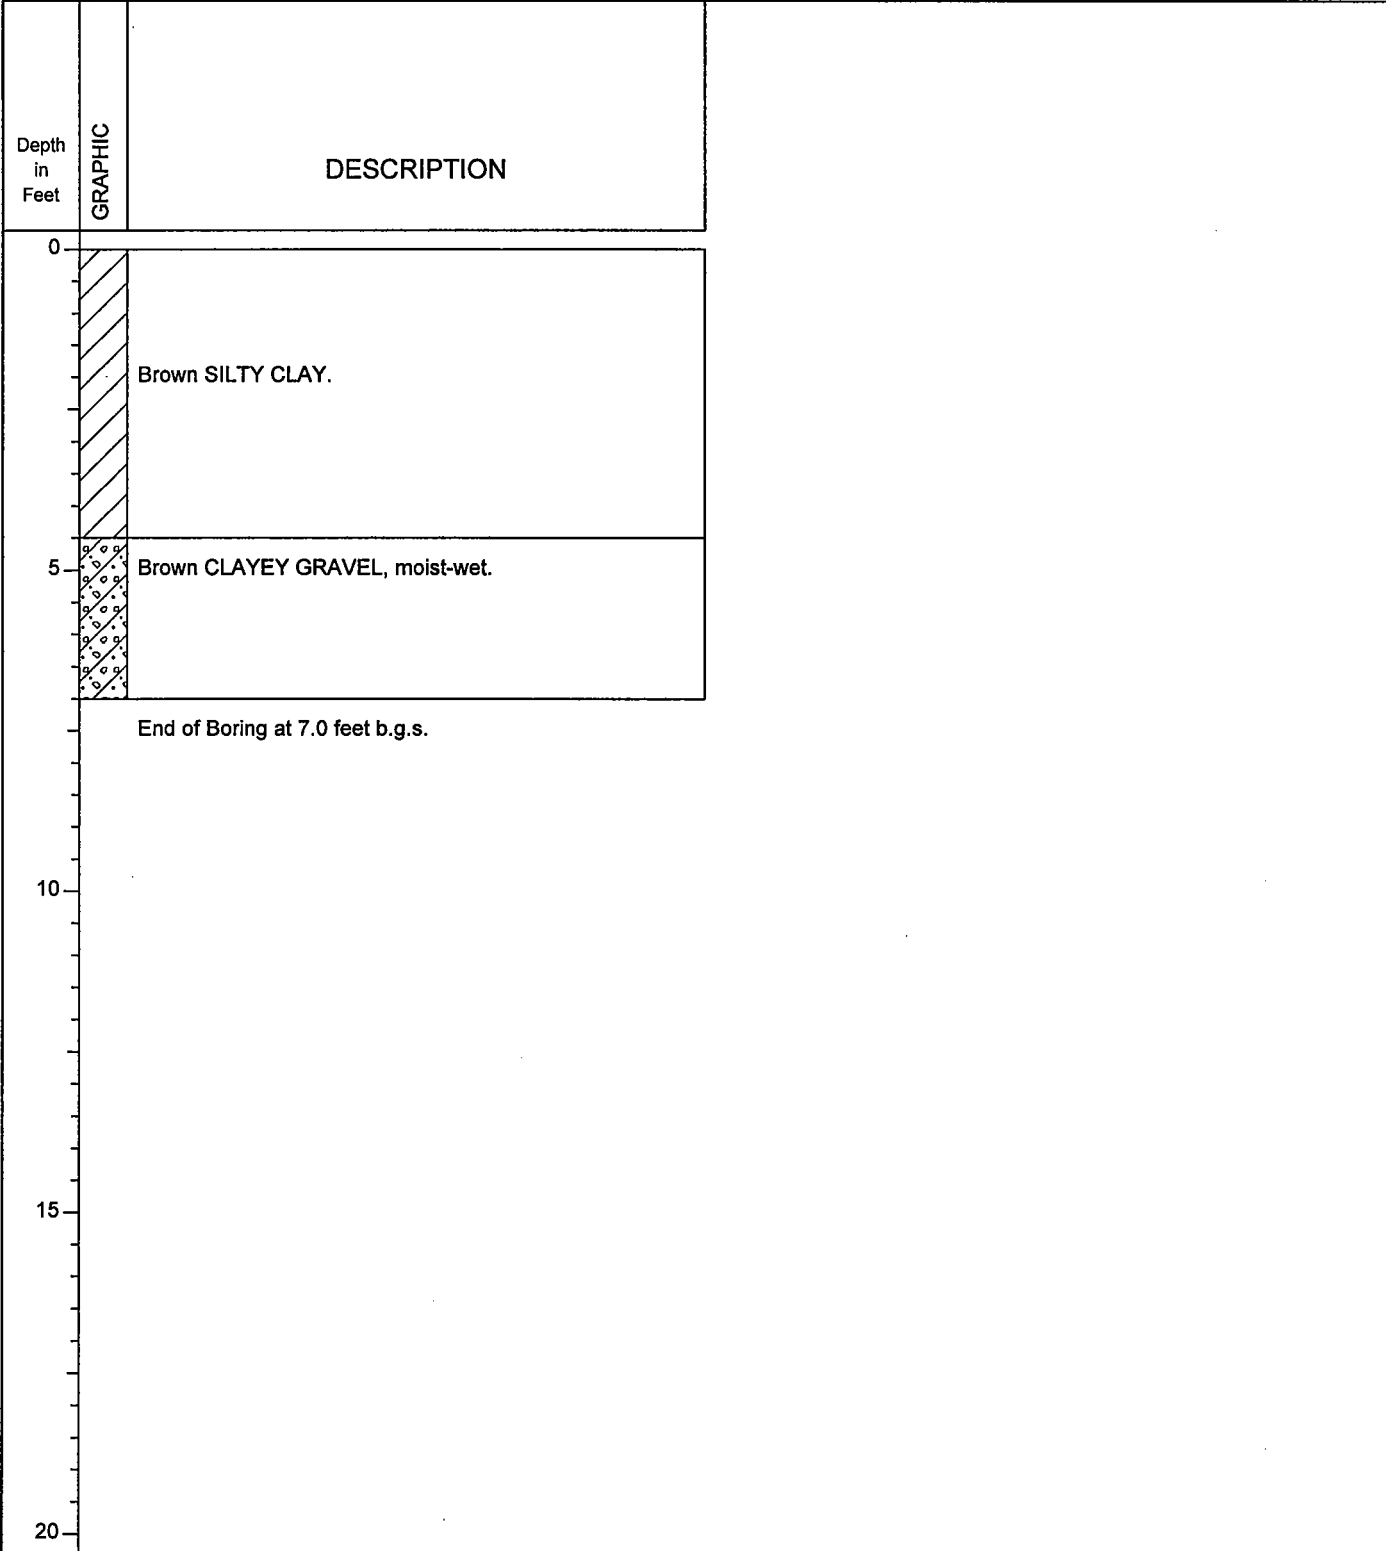 Depth
in
Feet
GRAPHIC
DESCRIPTION
0
Brown SILTY CLAY.
5
Brown CLAYEY GRAVEL, moist-wet.
End of Boring at 7.0 feet b.g.s.
10
15
20